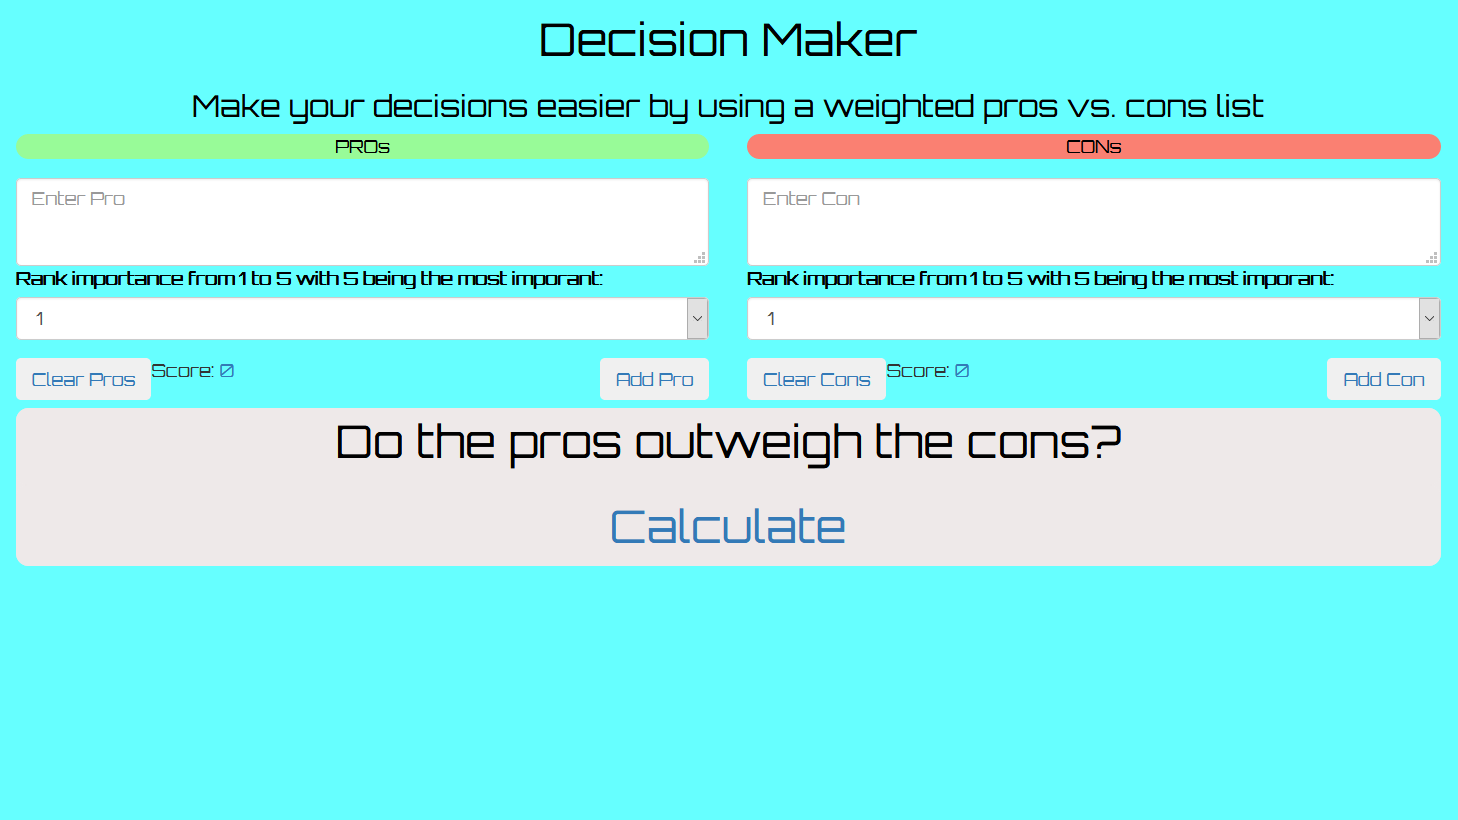 Decision Maker
Make your decisions easier by using a weighted pros vs. cons list
PROs
Enter Pro
Rank importance from 1 to 5 with 5 being the most imporant:
1
Clear Pros Score: 0 Add Pro
CONs
Enter Con
Rank importance from 1 to 5 with 5 being the most imporant:
1
Clear Cons Score: 0 Add Con
Do the pros outweigh the cons?
Calculate